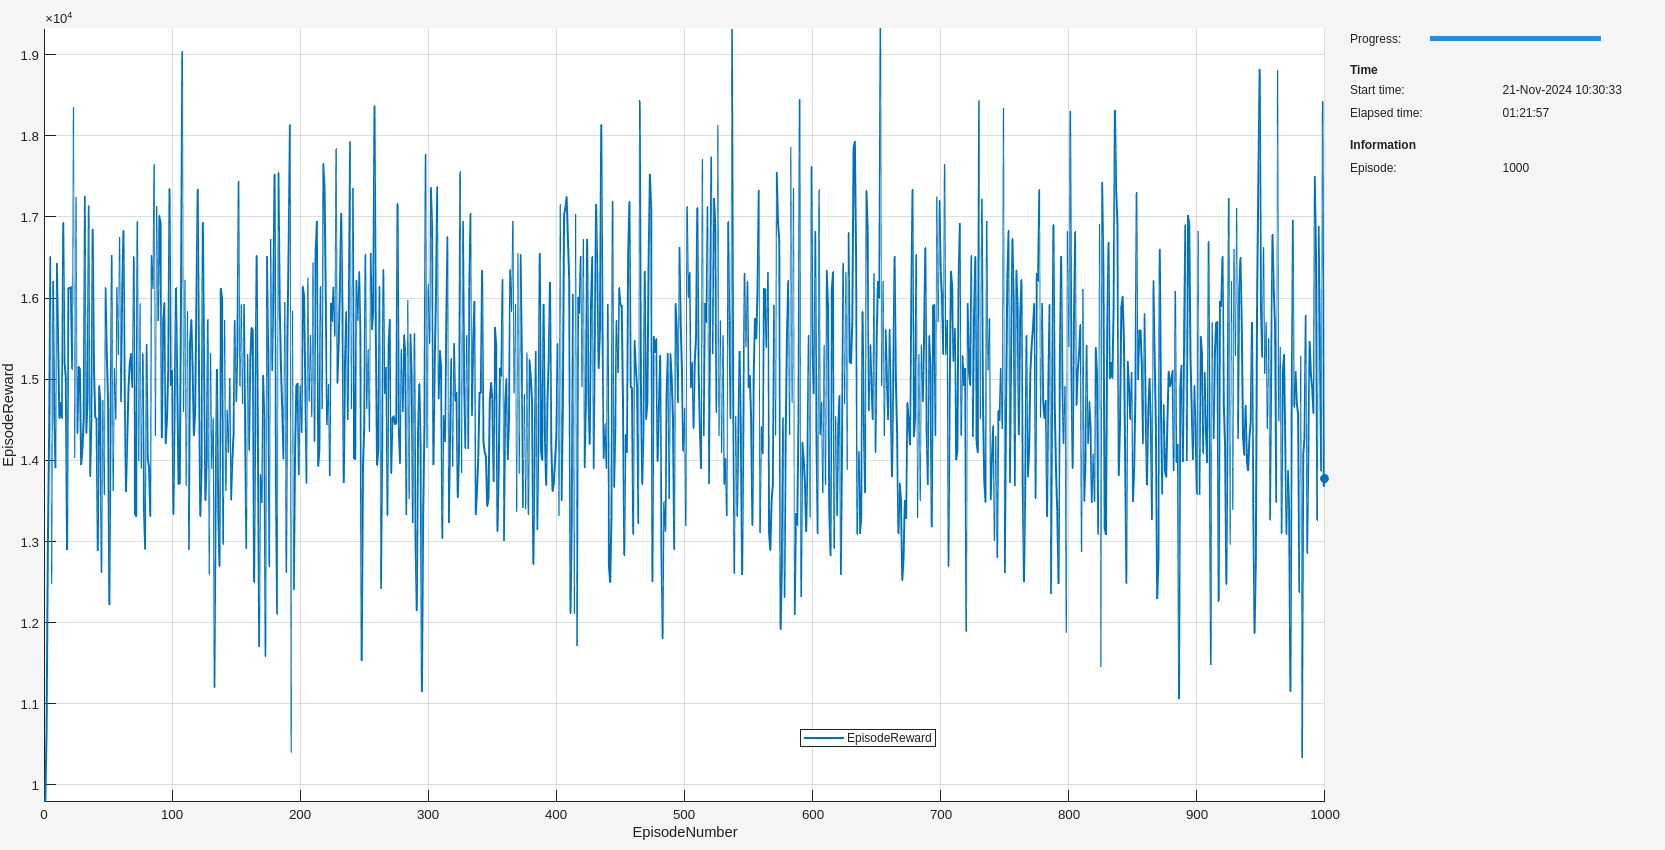 ×10⁴
1.9
1.8
1.7
1.6
1.5
1.4
1.3
1.2
1.1
1
EpisodeReward
0 100 200 300 400 500 600 700 800 900 1000
EpisodeNumber
EpisodeReward
Progress:
Time
Start time: 21-Nov-2024 10:30:33
Elapsed time: 01:21:57
Information
Episode: 1000